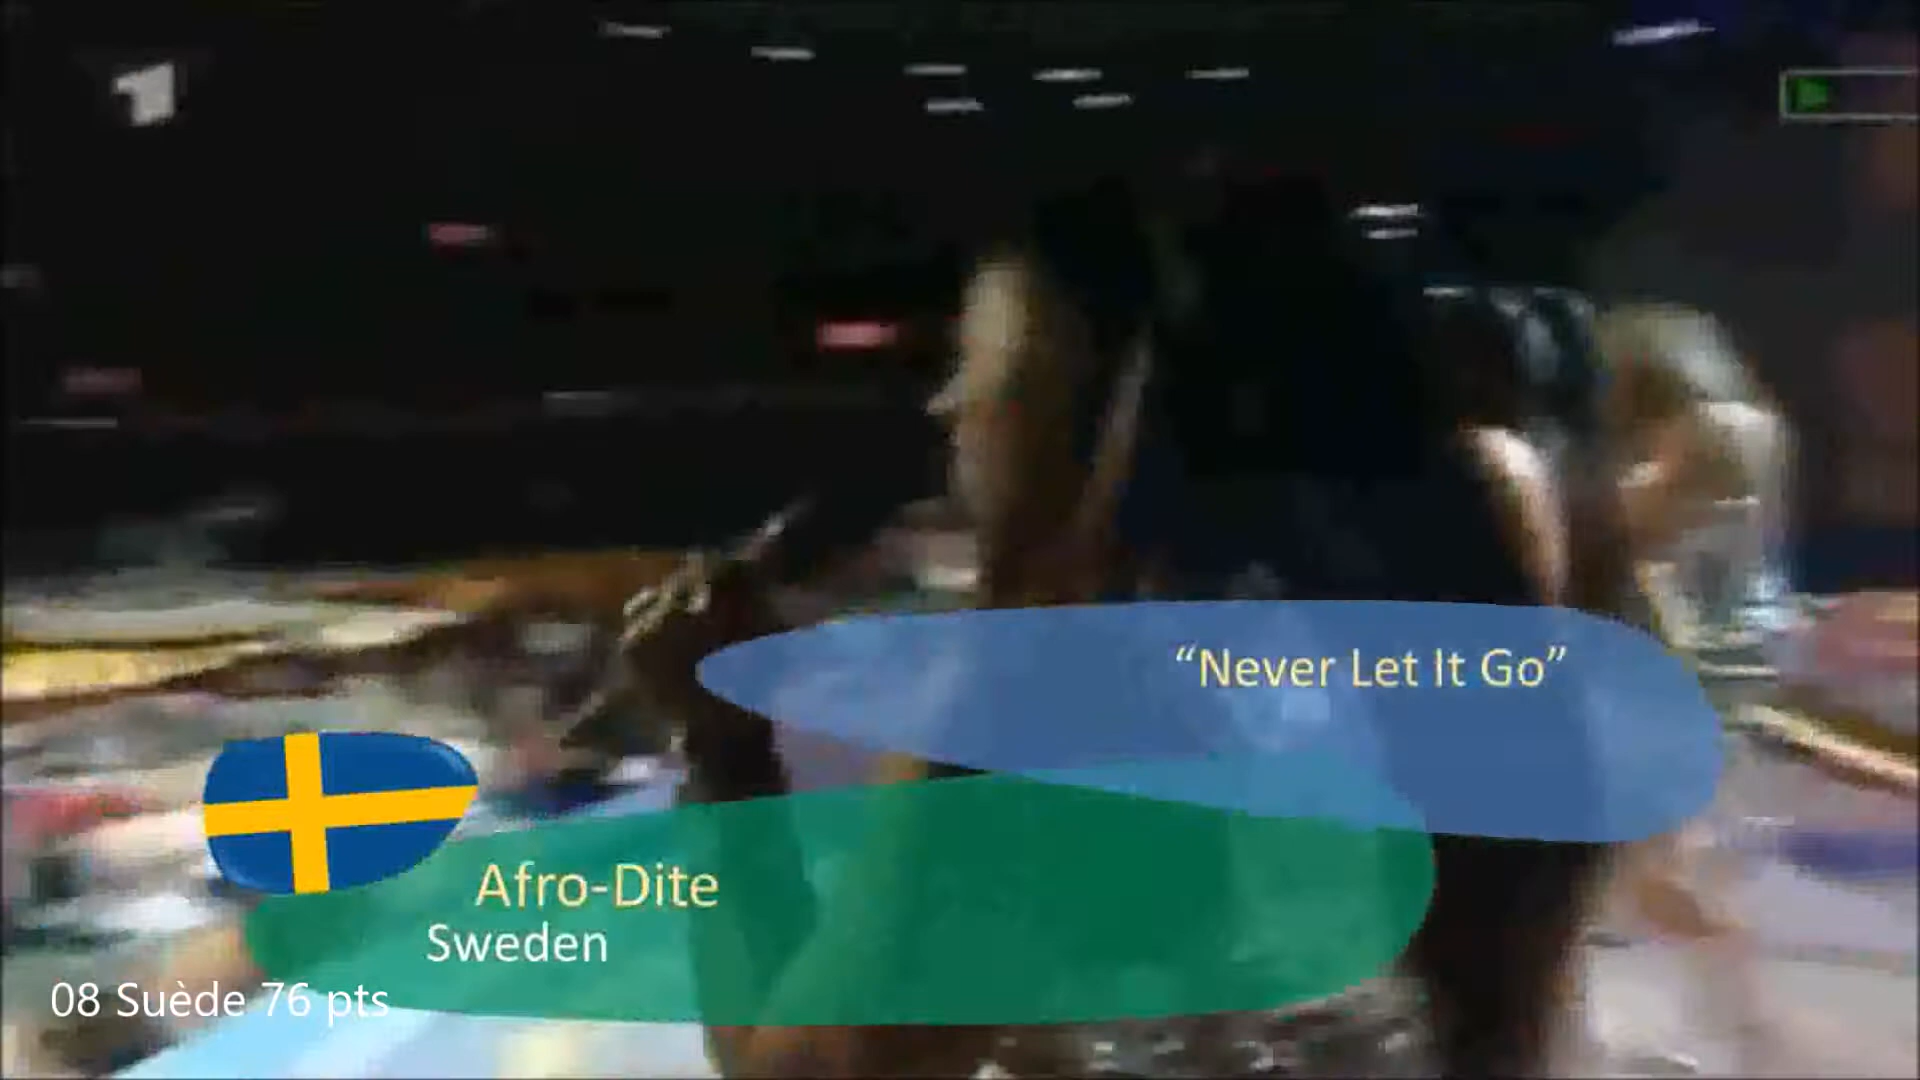 “Never Let It Go”
Afro-Dite
Sweden
08 Suède 76 pts